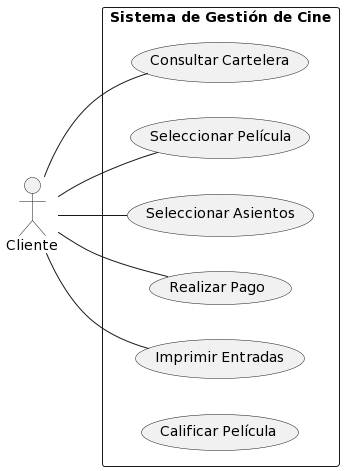 Sistema de Gestión de Cine
Consultar Cartelera
Seleccionar Película
Seleccionar Asientos
Cliente
Realizar Pago
Imprimir Entradas
Calificar Película